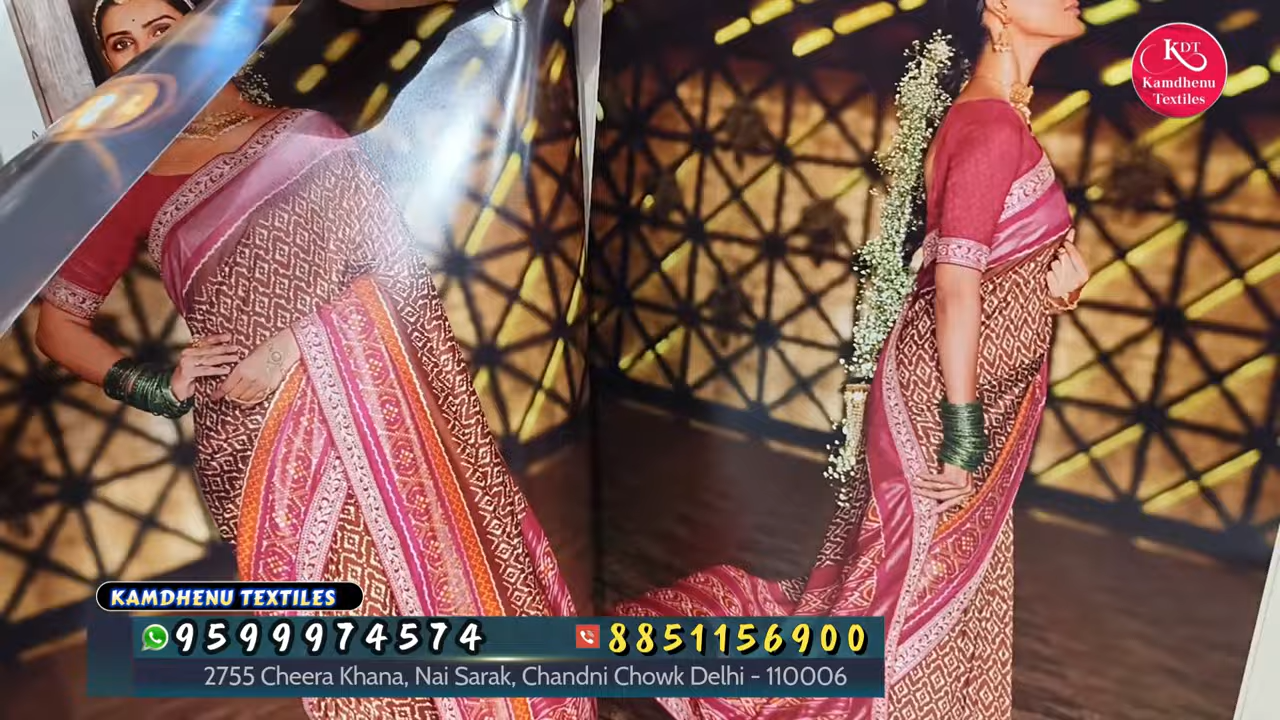 KDT
Kamdhenu
Textiles
KAMDHENU TEXTILES
9599974574
8851156900
2755 Cheera Khana, Nai Sarak, Chandni Chowk Delhi - 110006